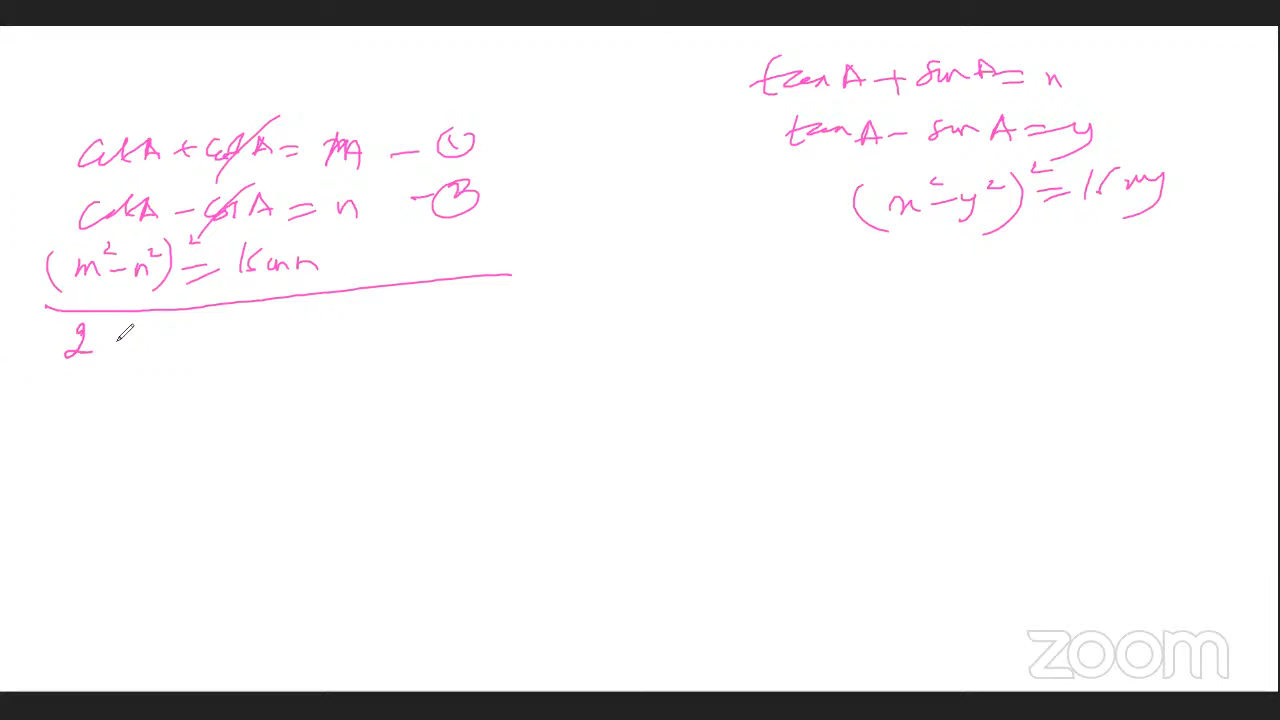 cotA + cosA = m — ①
cotA − cosA = n — ②
(m² − n²)² = 16mn
2
tan A + sin A = x
tan A − sin A = y
(x² − y²)² = 16xy
zoom